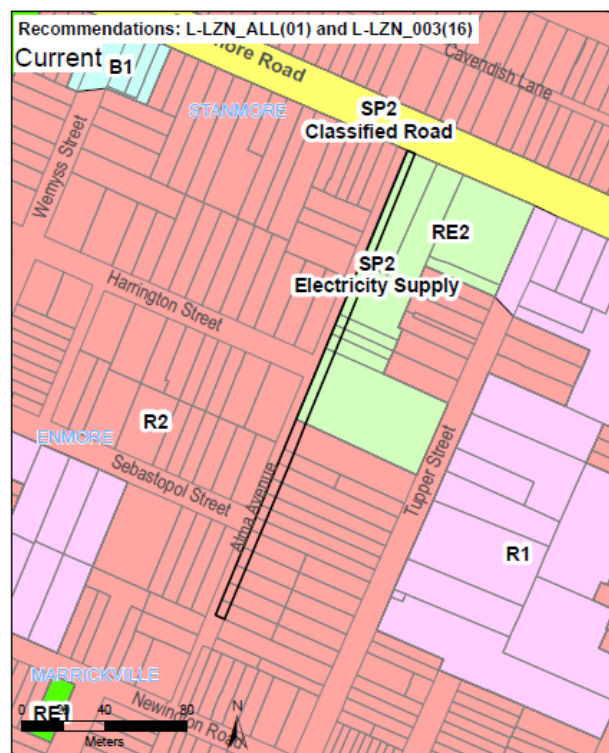 Recommendations: L-LZN_ALL(01) and L-LZN_003(16)
Current
B1
more Road
Cavendish Lane
STANMORE
SP2
Classified Road
Wemyss Street
RE2
SP2
Electricity Supply
Harrington Street
R2
ENMORE
Sebastopol Street
Alma Avenue
Tupper Street
R1
MARRICKVILLE
Newington Road
RE1
0 20 40 80
Meters
N